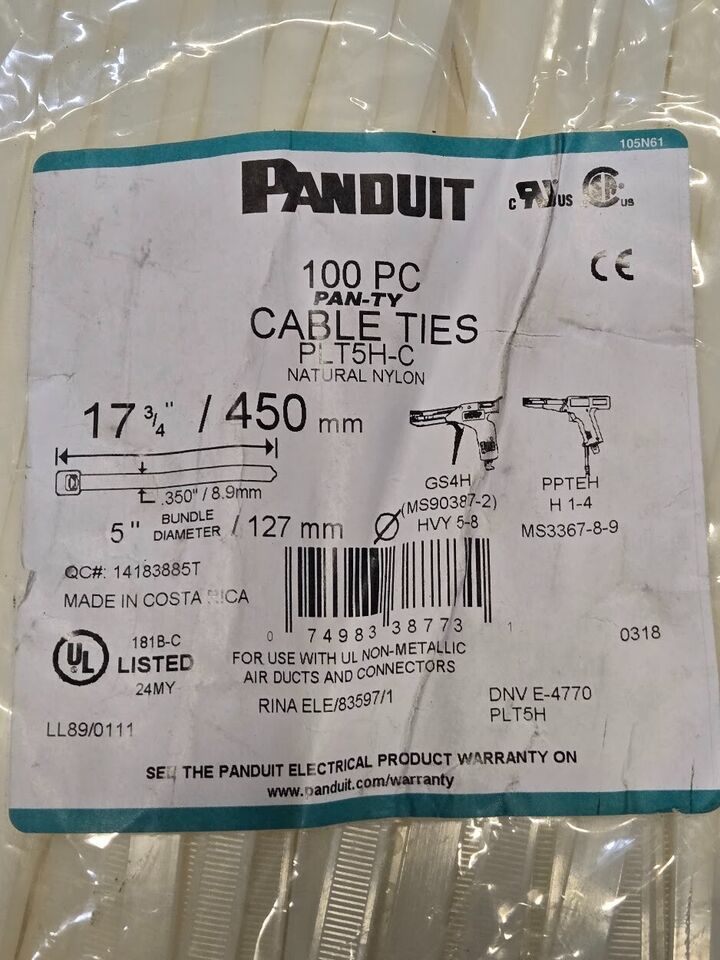 105N61
PANDUIT
C US
US
CE
100 PC
PAN-TY
CABLE TIES
PLT5H-C
NATURAL NYLON
17 3/4" / 450 mm
.350" / 8.9mm
5" BUNDLE DIAMETER / 127 mm
GS4H
(MS90387-2)
HVY 5-8
PPTEH
H 1-4
MS3367-8-9
QC#: 14183885T
MADE IN COSTA RICA
0 74983 38773 1
0318
UL
181B-C
LISTED
24MY
FOR USE WITH UL NON-METALLIC
AIR DUCTS AND CONNECTORS
RINA ELE/83597/1
DNV E-4770
PLT5H
LL89/0111
SEE THE PANDUIT ELECTRICAL PRODUCT WARRANTY ON
www.panduit.com/warranty